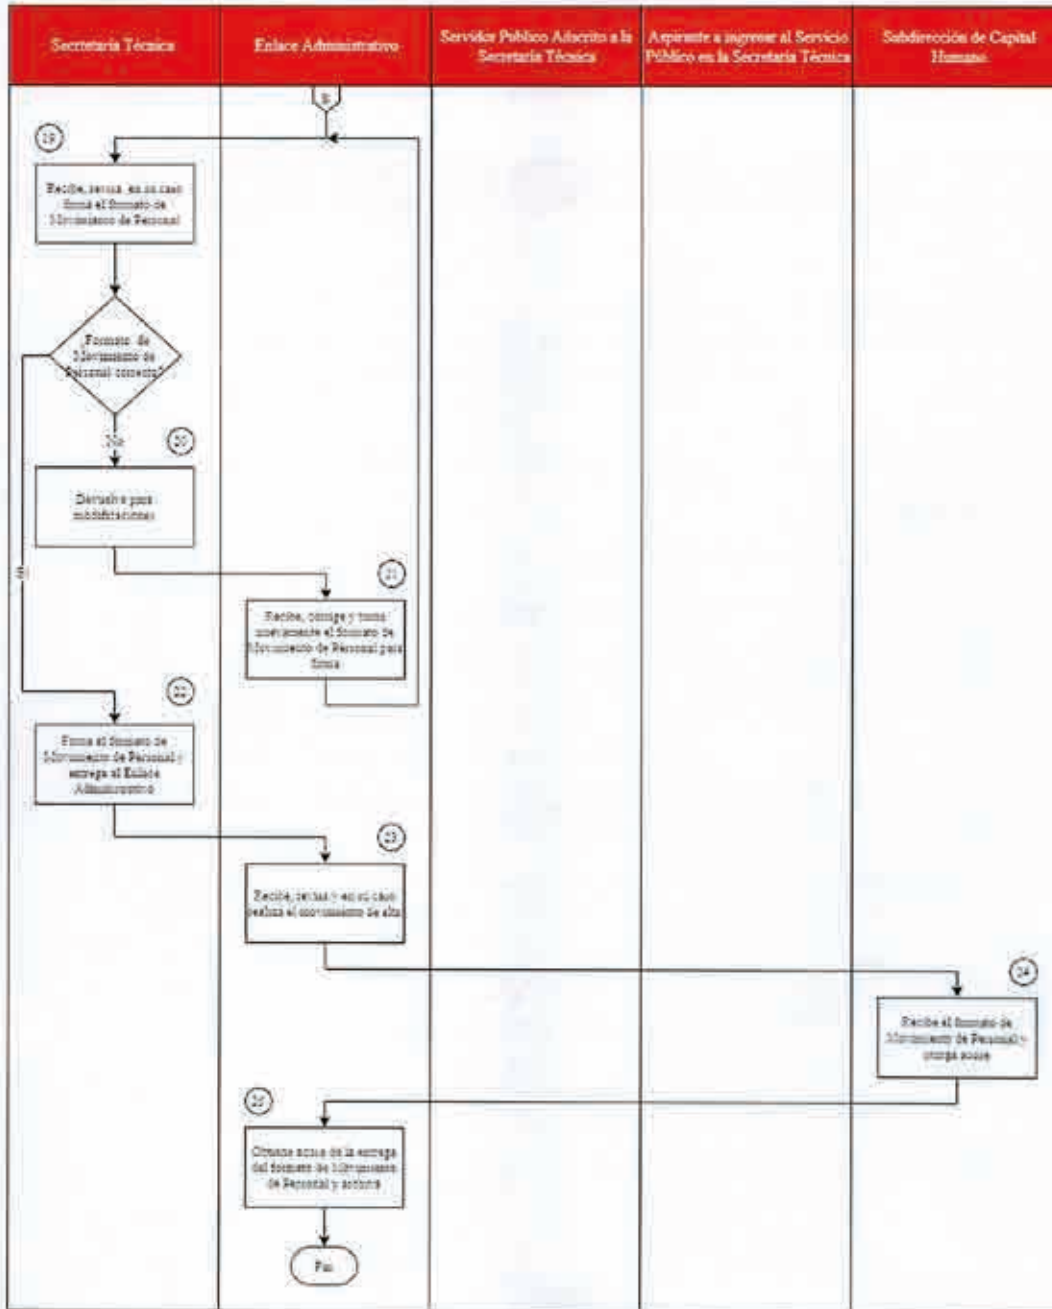 Secretaría Técnica
Enlace Administrativo
Servidor Público Adscrito a la
Secretaría Técnica
Aspirante a ingresar al Servicio
Público en la Secretaría Técnica
Subdirección de Capital
Humano
19
Recibe, revisa, en su caso
firma el formato de
Movimiento de Personal
¿Formato de
Movimiento de
Personal correcto?
No
20
Devuelve para
modificaciones
Sí
21
Recibe, corrige y turna
nuevamente el formato de
Movimiento de Personal para
firma
22
Firma el formato de
Movimiento de Personal y
entrega al Enlace
Administrativo
23
Recibe, revisa y en su caso
realiza el movimiento de alta
24
Recibe el formato de
Movimiento de Personal y
otorga acuse
25
Obtiene acuse de la entrega
del formato de Movimiento
de Personal y archiva
Fin